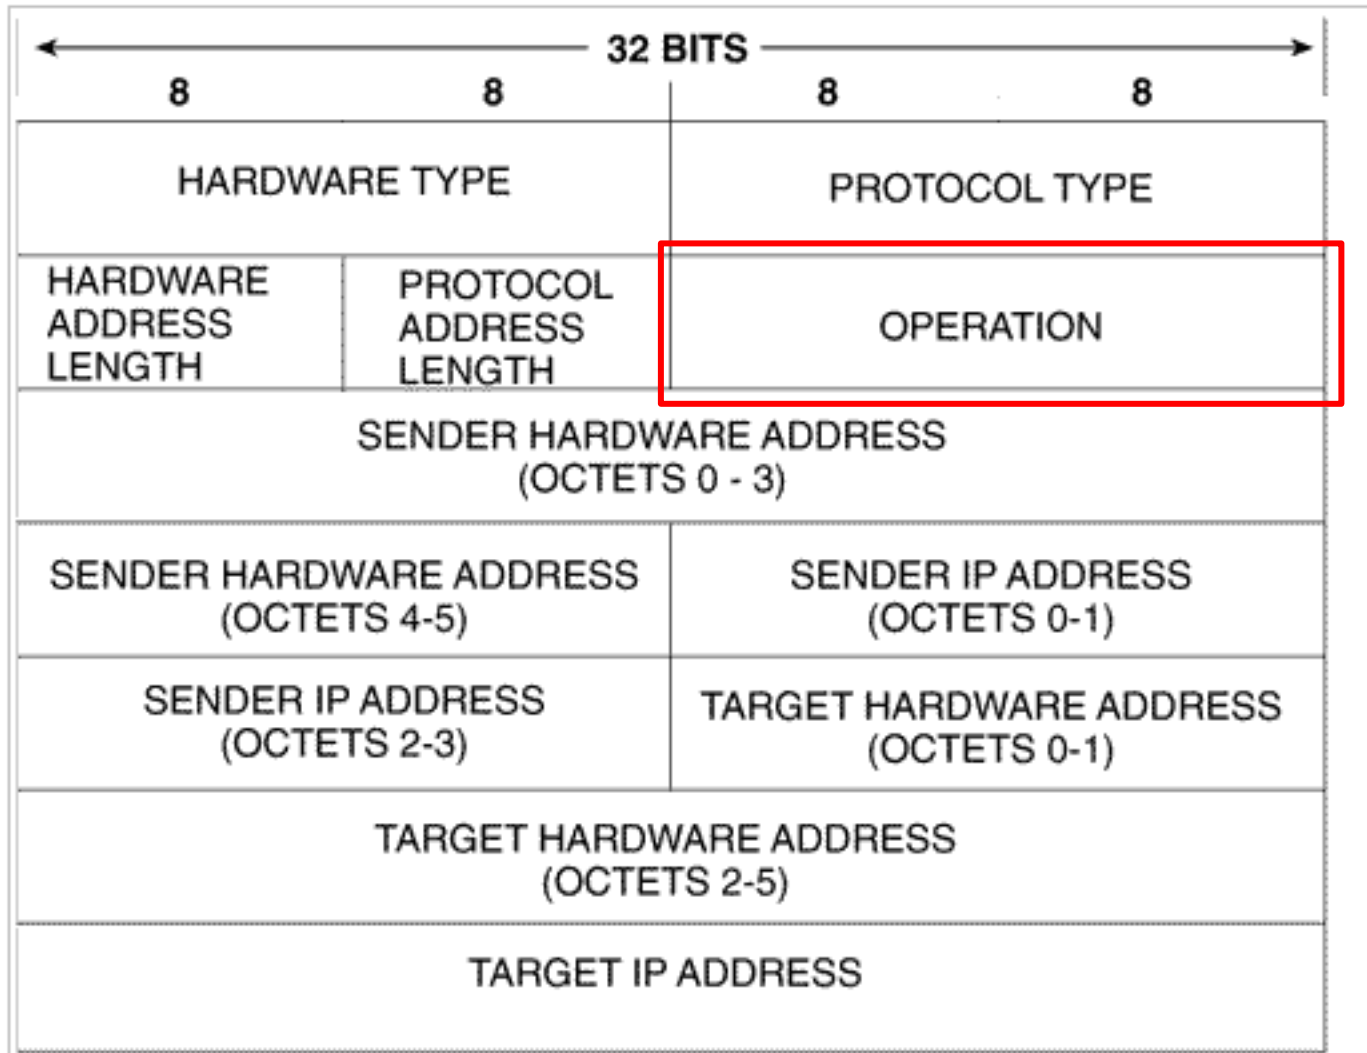 32 BITS
8 8 8 8
HARDWARE TYPE
PROTOCOL TYPE
HARDWARE
ADDRESS
LENGTH
PROTOCOL
ADDRESS
LENGTH
OPERATION
SENDER HARDWARE ADDRESS
(OCTETS 0 - 3)
SENDER HARDWARE ADDRESS
(OCTETS 4-5)
SENDER IP ADDRESS
(OCTETS 0-1)
SENDER IP ADDRESS
(OCTETS 2-3)
TARGET HARDWARE ADDRESS
(OCTETS 0-1)
TARGET HARDWARE ADDRESS
(OCTETS 2-5)
TARGET IP ADDRESS